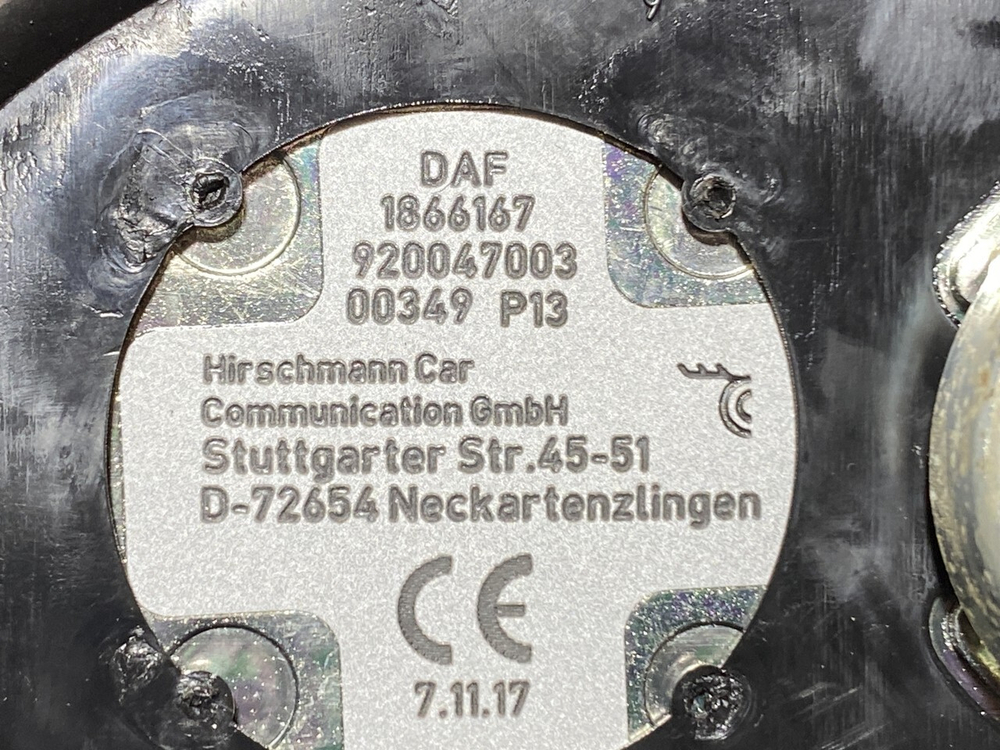 DAF
1866167
920047003
00349 P13
Hirschmann Car
Communication GmbH
Stuttgarter Str.45-51
D-72654 Neckartenzlingen
CE
7.11.17